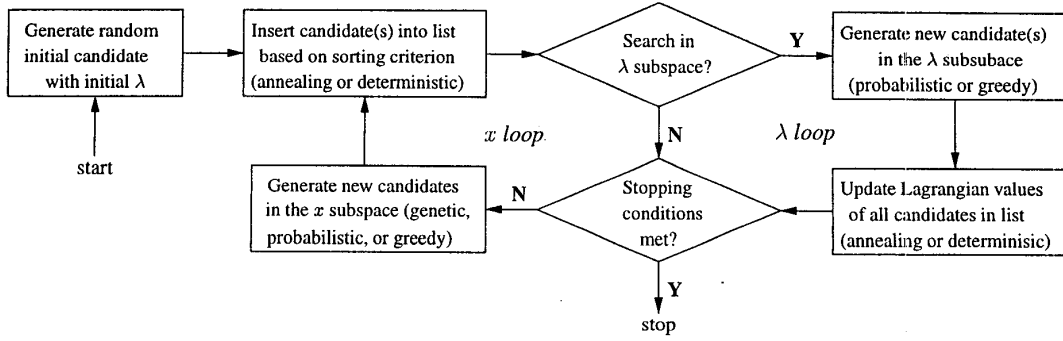 Generate random
initial candidate
with initial λ
start
Insert candidate(s) into list
based on sorting criterion
(annealing or deterministic)
Search in
λ subspace?
Y
Generate new candidate(s)
in the λ subsubace
(probabilistic or greedy)
N
x loop
λ loop
Generate new candidates
in the x subspace (genetic,
probabilistic, or greedy)
N
Stopping
conditions
met?
Update Lagrangian values
of all candidates in list
(annealing or determinisic)
Y
stop